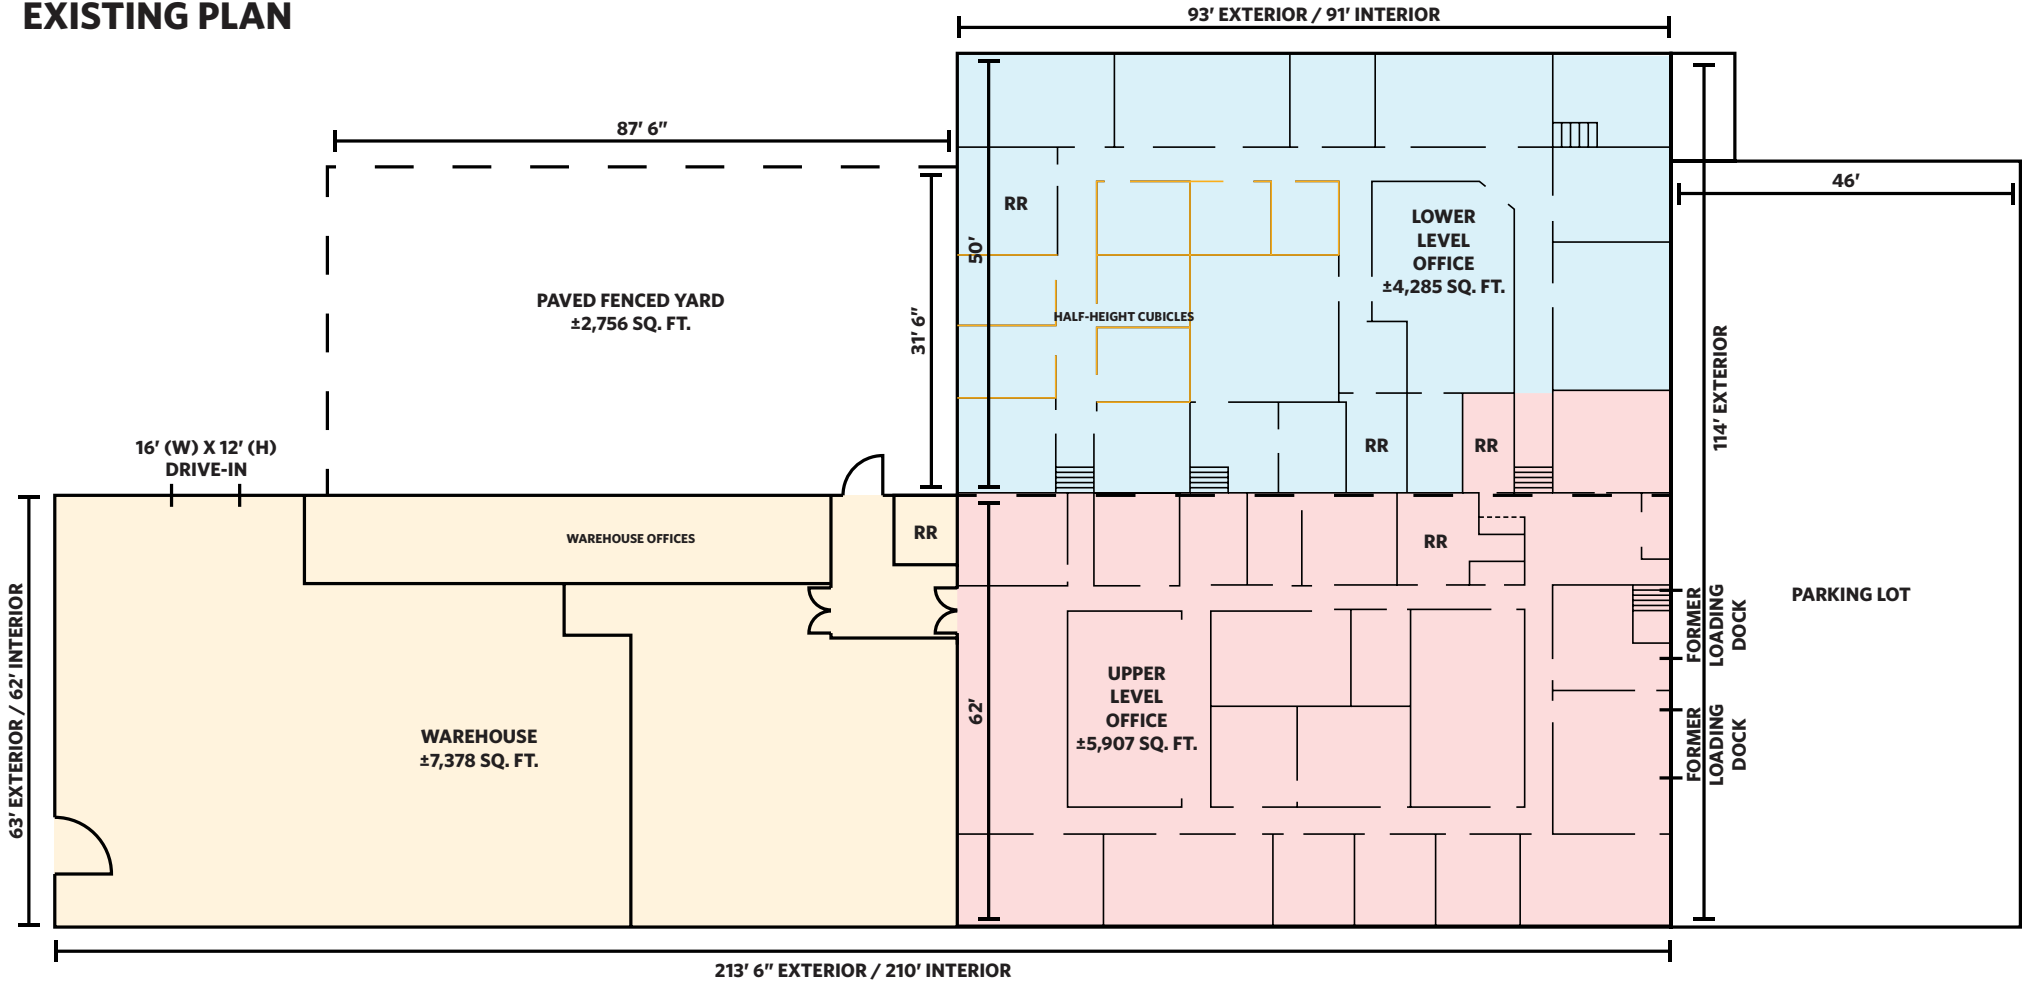 EXISTING PLAN
93' EXTERIOR / 91' INTERIOR
87' 6"
46'
RR
LOWER
LEVEL
OFFICE
±4,285 SQ. FT.
50'
PAVED FENCED YARD
±2,756 SQ. FT.
31' 6"
HALF-HEIGHT CUBICLES
114' EXTERIOR
16' (W) X 12' (H)
DRIVE-IN
RR
RR
WAREHOUSE OFFICES
RR
RR
PARKING LOT
FORMER
LOADING
DOCK
63' EXTERIOR / 62' INTERIOR
UPPER
LEVEL
OFFICE
±5,907 SQ. FT.
62'
WAREHOUSE
±7,378 SQ. FT.
FORMER
LOADING
DOCK
213' 6" EXTERIOR / 210' INTERIOR